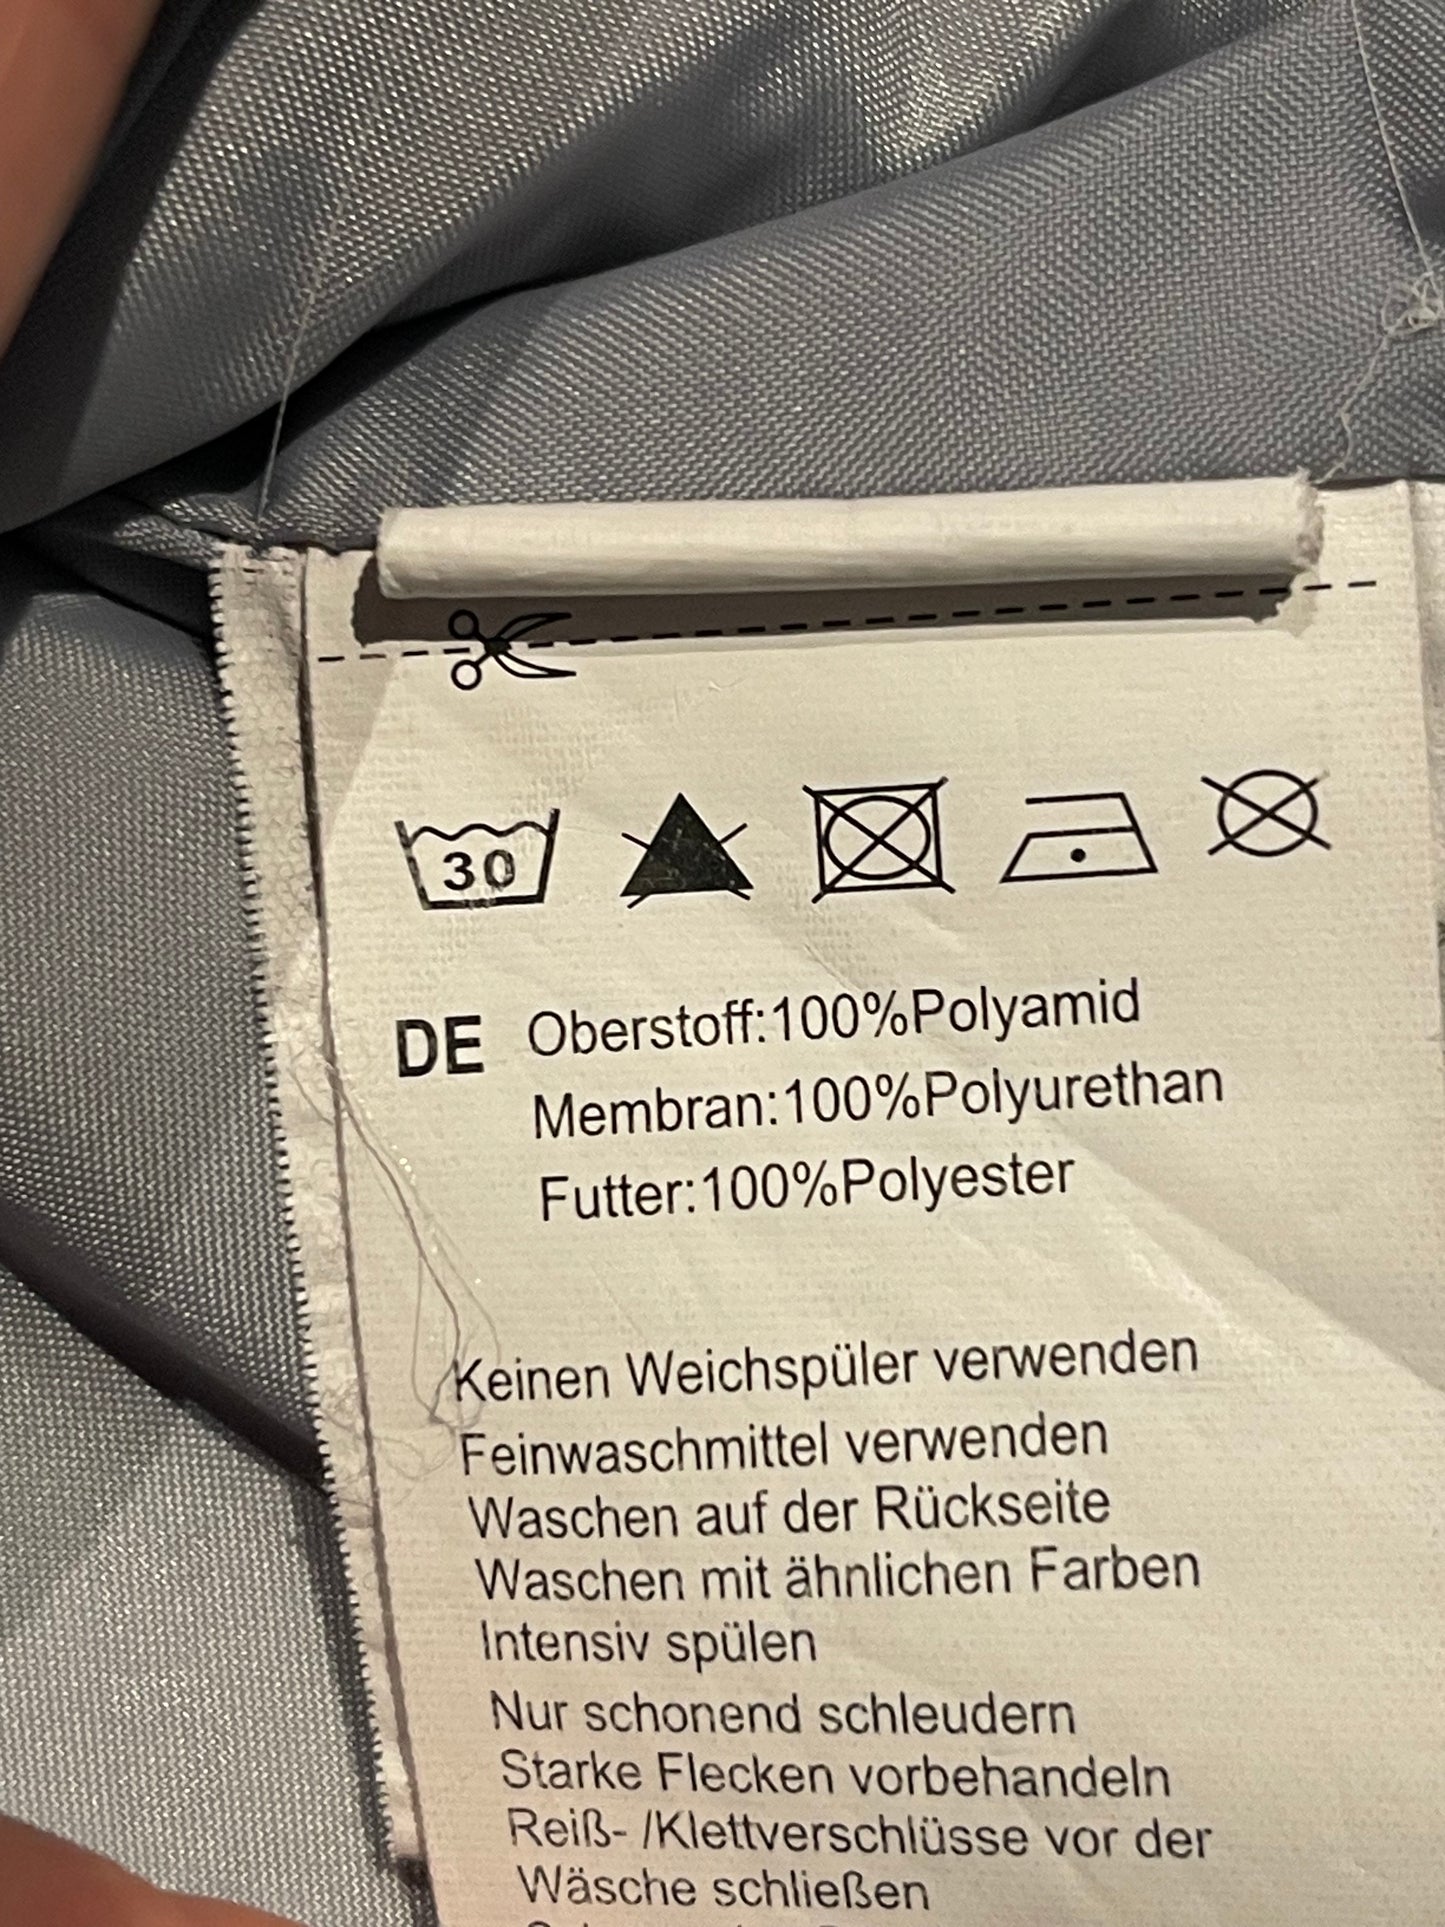 30
DE Oberstoff:100%Polyamid
Membran:100%Polyurethan
Futter:100%Polyester
Keinen Weichspüler verwenden
Feinwaschmittel verwenden
Waschen auf der Rückseite
Waschen mit ähnlichen Farben
Intensiv spülen
Nur schonend schleudern
Starke Flecken vorbehandeln
Reiß- /Klettverschlüsse vor der
Wäsche schließen